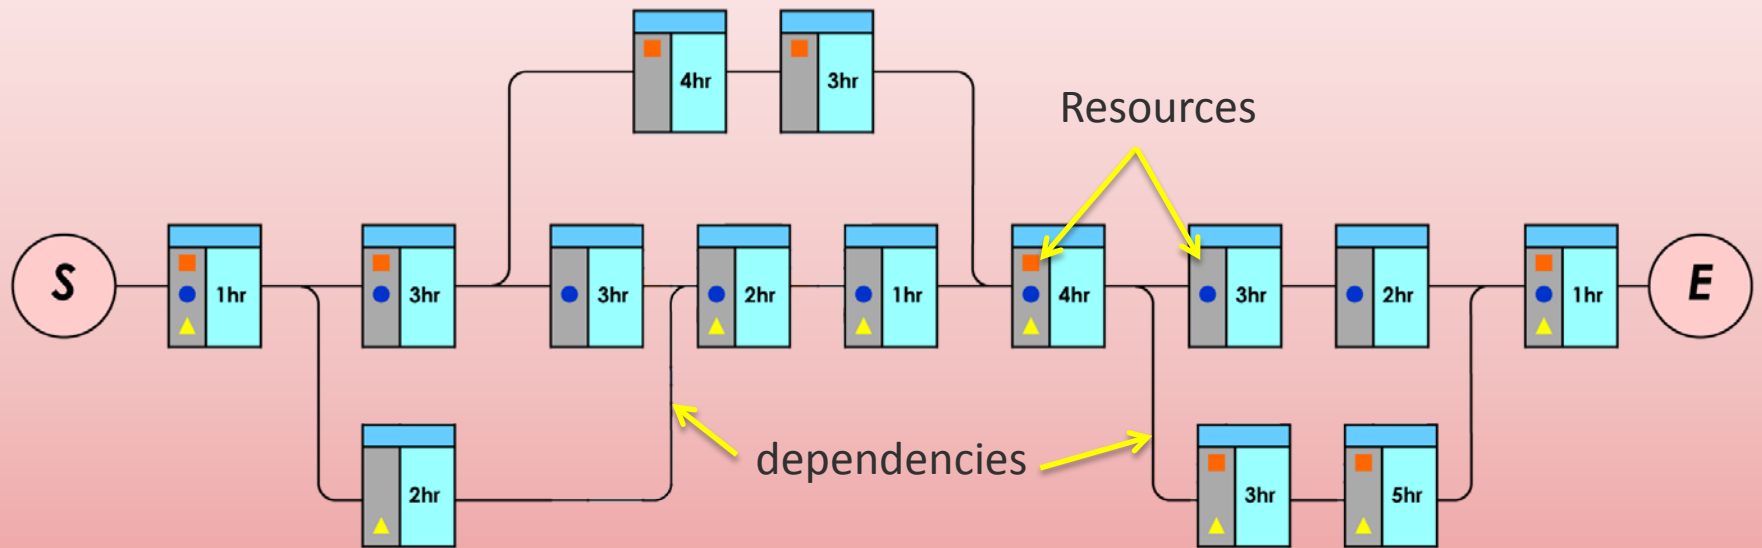 4hr
3hr
Resources
S
1hr
3hr
3hr
2hr
1hr
4hr
3hr
2hr
1hr
E
dependencies
2hr
3hr
5hr